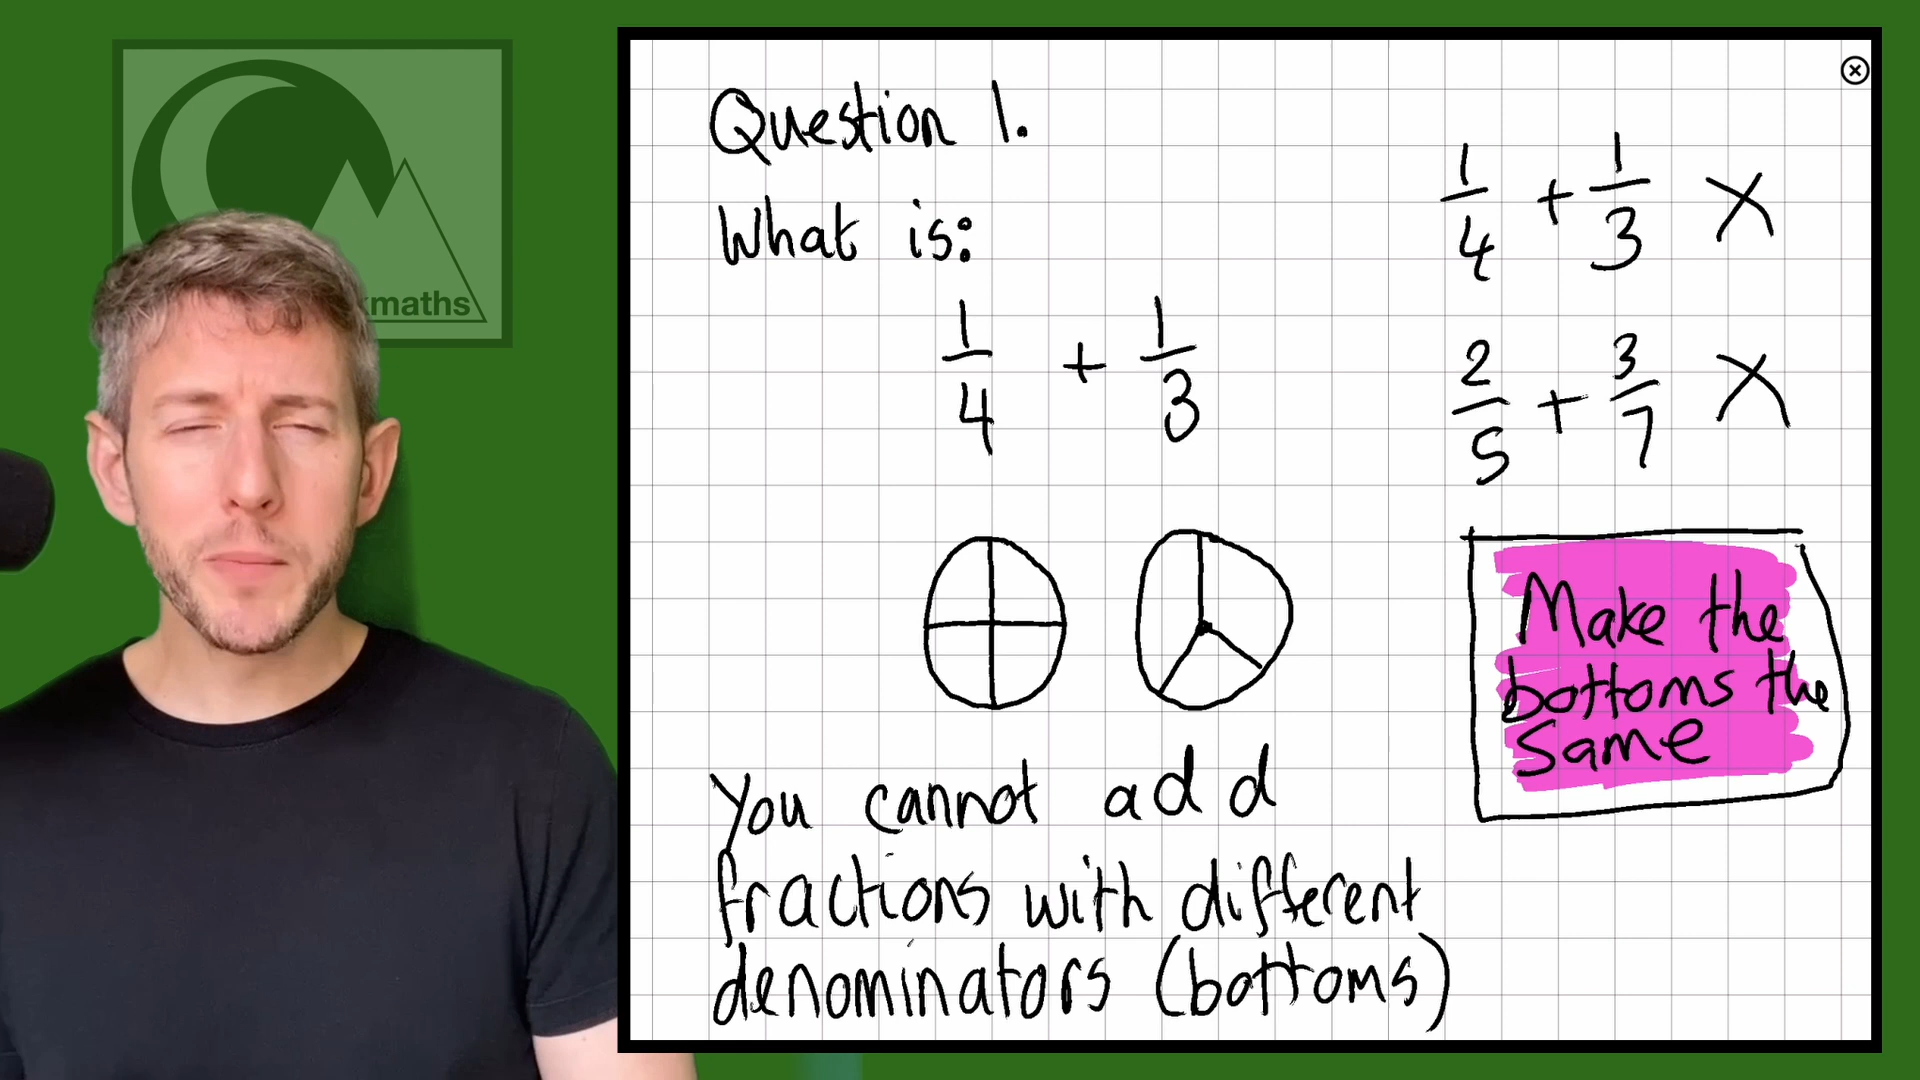 Question 1.
What is:
1/4 + 1/3
You cannot add
fractions with different
denominators (bottoms)
1/4 + 1/3 X
2/5 + 3/7 X
Make the
bottoms the
same
kmaths